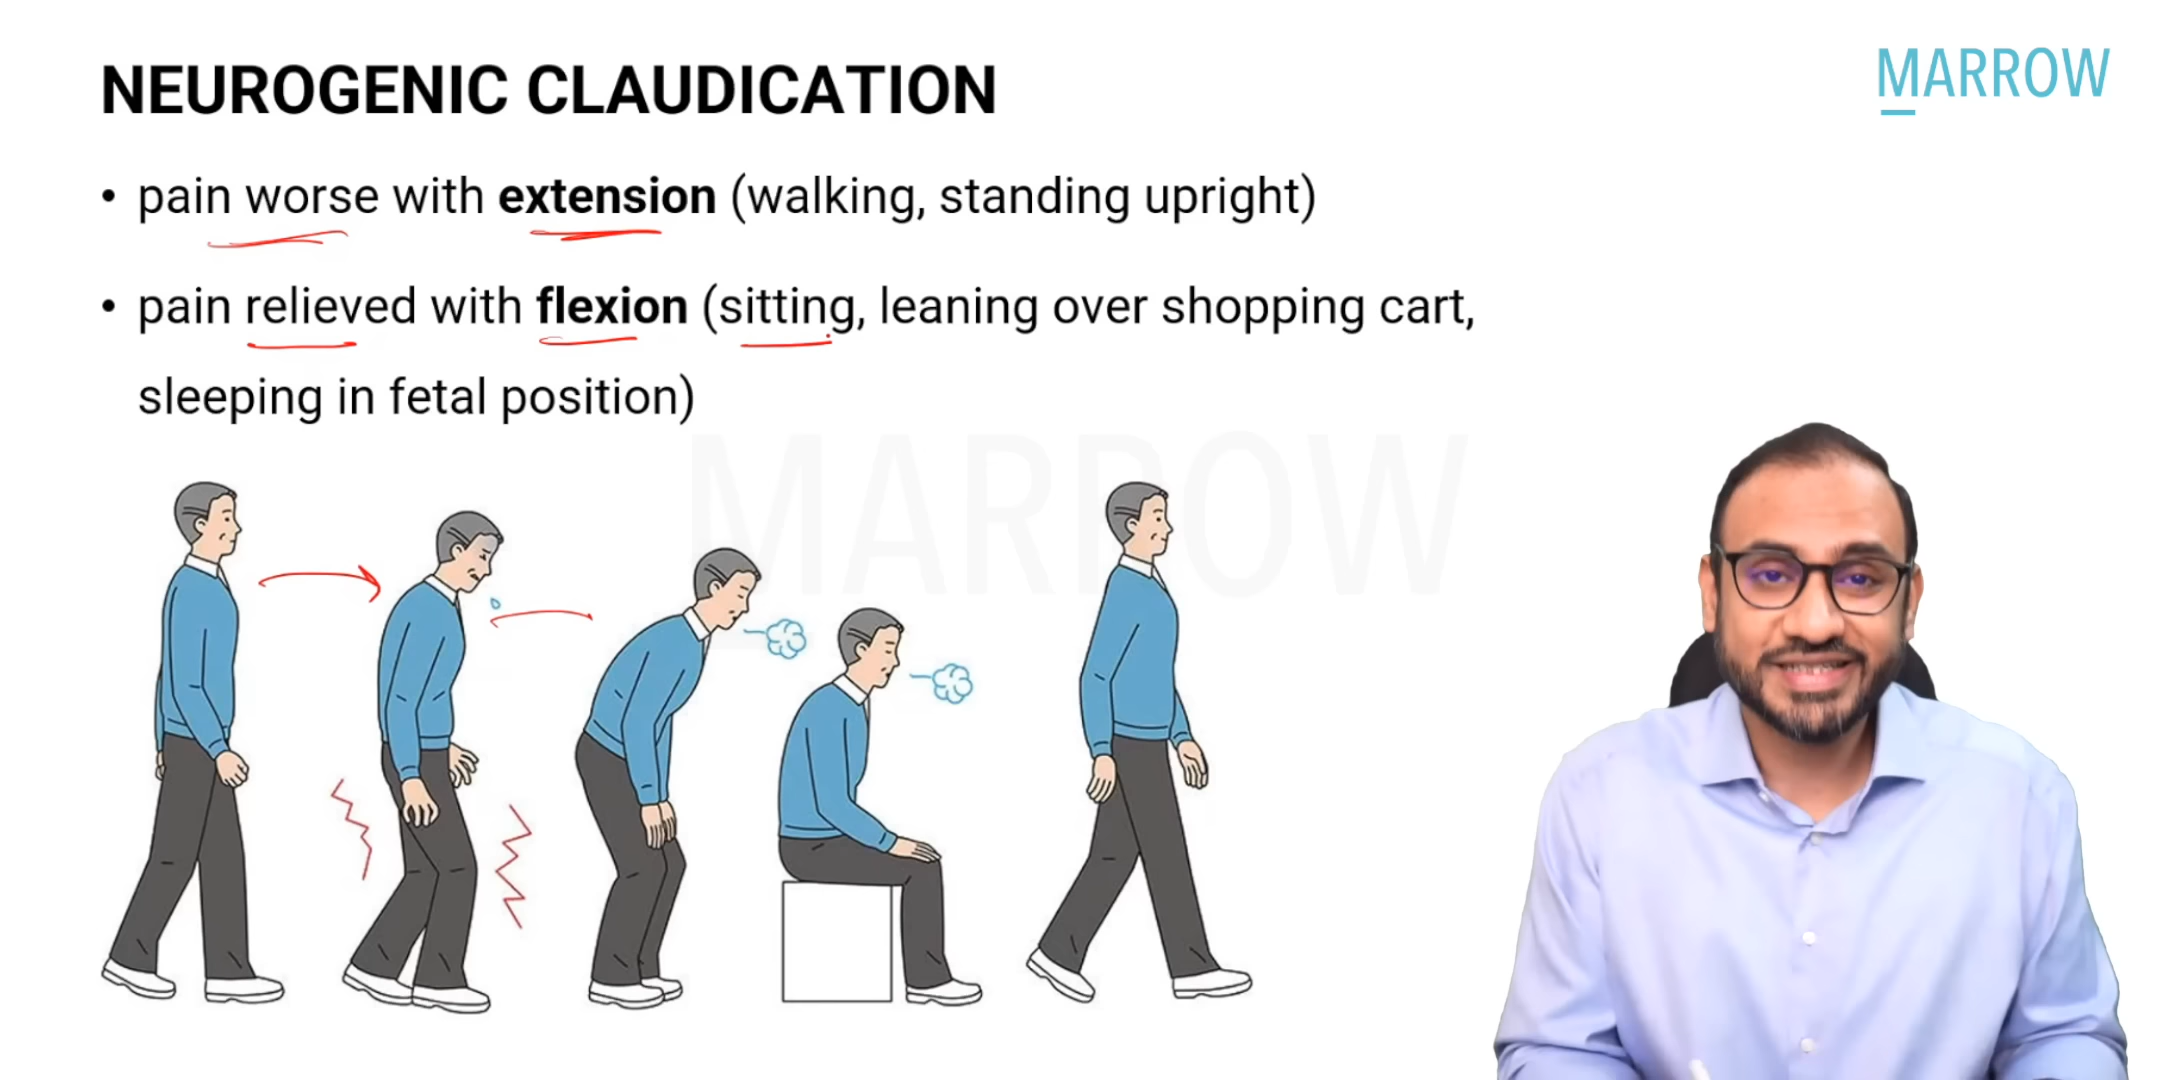 NEUROGENIC CLAUDICATION
MARROW
• pain worse with extension (walking, standing upright)
• pain relieved with flexion (sitting, leaning over shopping cart,
sleeping in fetal position)
MARROW